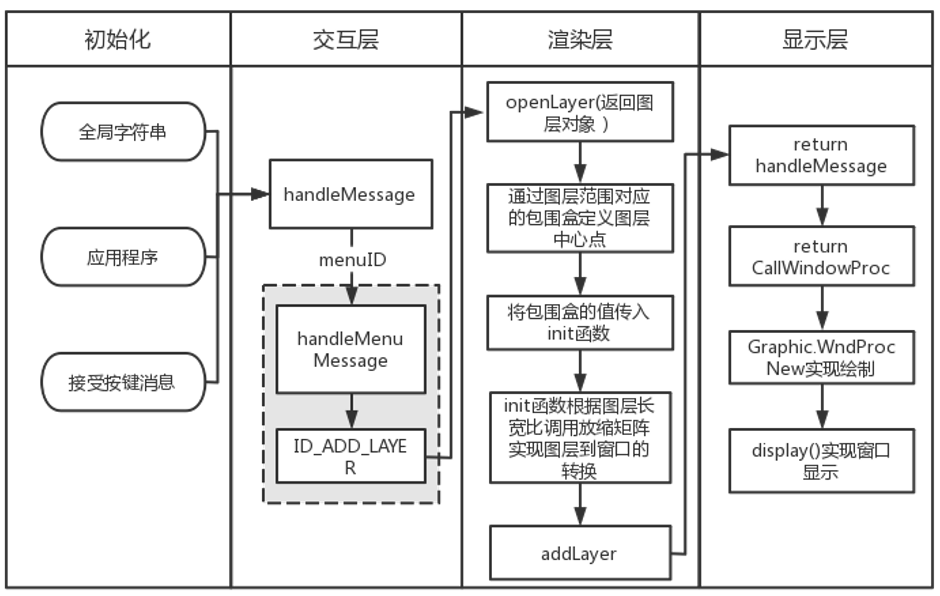 初始化
交互层
渲染层
显示层
全局字符串
应用程序
接受按键消息
handleMessage
menuID
handleMenu
Message
ID_ADD_LAYE
R
openLayer(返回图
层对象 )
通过图层范围对应
的包围盒定义图层
中心点
将包围盒的值传入
init函数
init函数根据图层长
宽比调用放缩矩阵
实现图层到窗口的
转换
addLayer
return
handleMessage
return
CallWindowProc
Graphic.WndProc
New实现绘制
display()实现窗口
显示